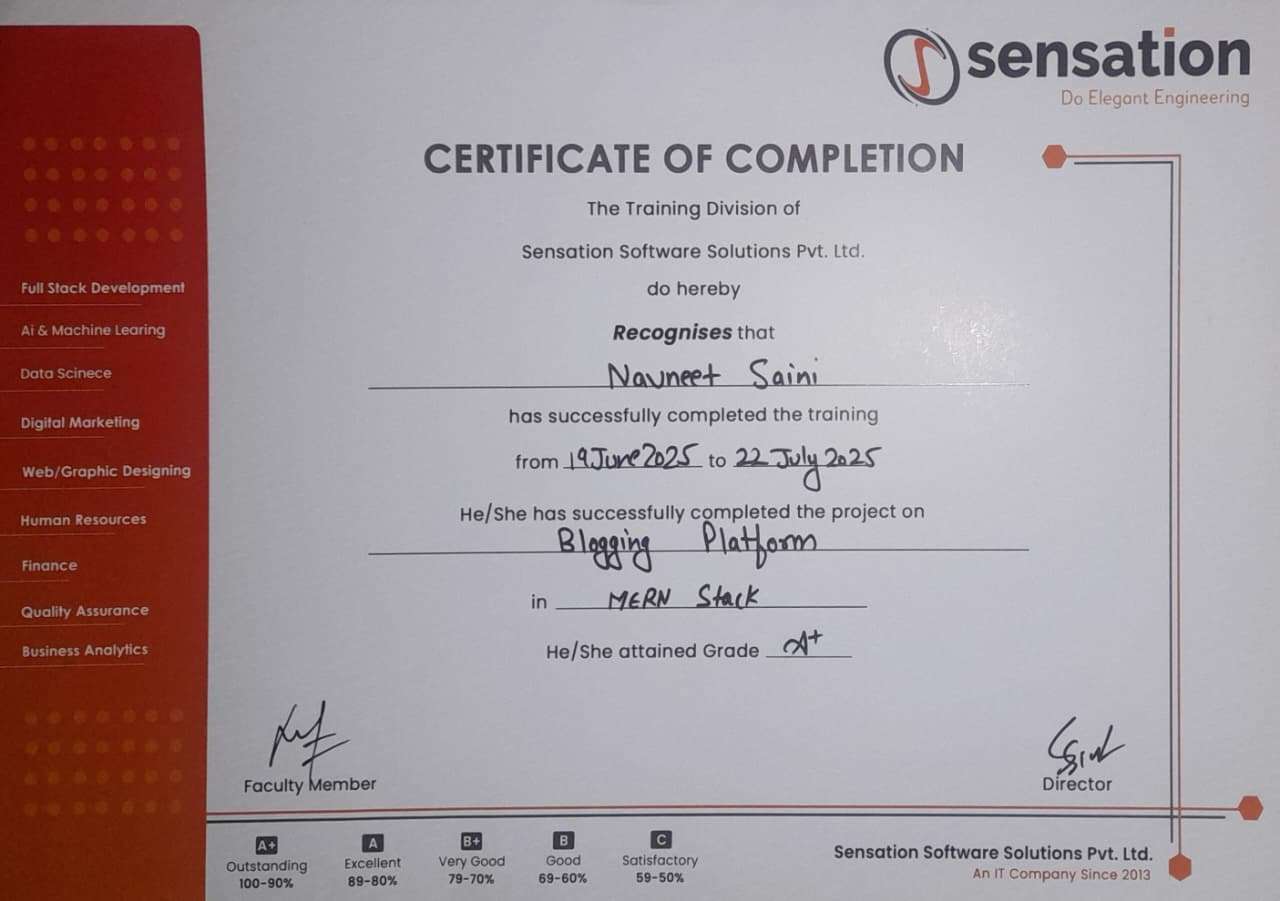 sensation
Do Elegant Engineering
CERTIFICATE OF COMPLETION
The Training Division of
Sensation Software Solutions Pvt. Ltd.
do hereby
Recognises that
Navneet Saini
has successfully completed the training
from 19 June 2025 to 22 July 2025
He/She has successfully completed the project on
Blogging Platform
in MERN Stack
He/She attained Grade A+
Full Stack Development
Ai & Machine Learing
Data Scinece
Digital Marketing
Web/Graphic Designing
Human Resources
Finance
Quality Assurance
Business Analytics
Faculty Member
Director
A+ A B+ B C
Outstanding Excellent Very Good Good Satisfactory
100-90% 89-80% 79-70% 69-60% 59-50%
Sensation Software Solutions Pvt. Ltd.
An IT Company Since 2013